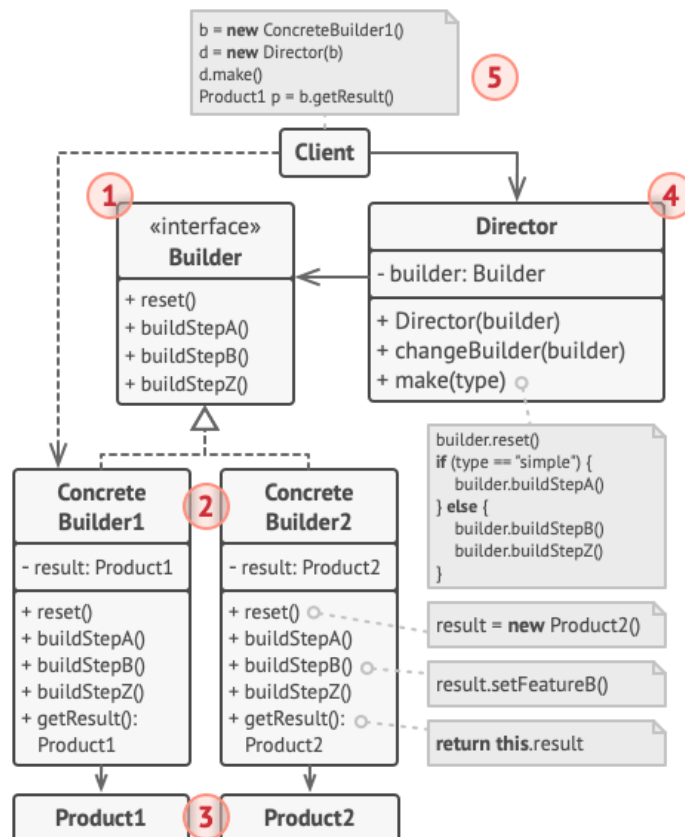 b = new ConcreteBuilder1()
d = new Director(b)
d.make()
Product1 p = b.getResult()
5
Client
1
«interface»
Builder
+ reset()
+ buildStepA()
+ buildStepB()
+ buildStepZ()
4
Director
- builder: Builder
+ Director(builder)
+ changeBuilder(builder)
+ make(type)
builder.reset()
if (type == "simple") {
builder.buildStepA()
} else {
builder.buildStepB()
builder.buildStepZ()
}
Concrete
Builder1
- result: Product1
+ reset()
+ buildStepA()
+ buildStepB()
+ buildStepZ()
+ getResult():
Product1
2
Concrete
Builder2
- result: Product2
+ reset()
+ buildStepA()
+ buildStepB()
+ buildStepZ()
+ getResult():
Product2
result = new Product2()
result.setFeatureB()
return this.result
Product1
3
Product2